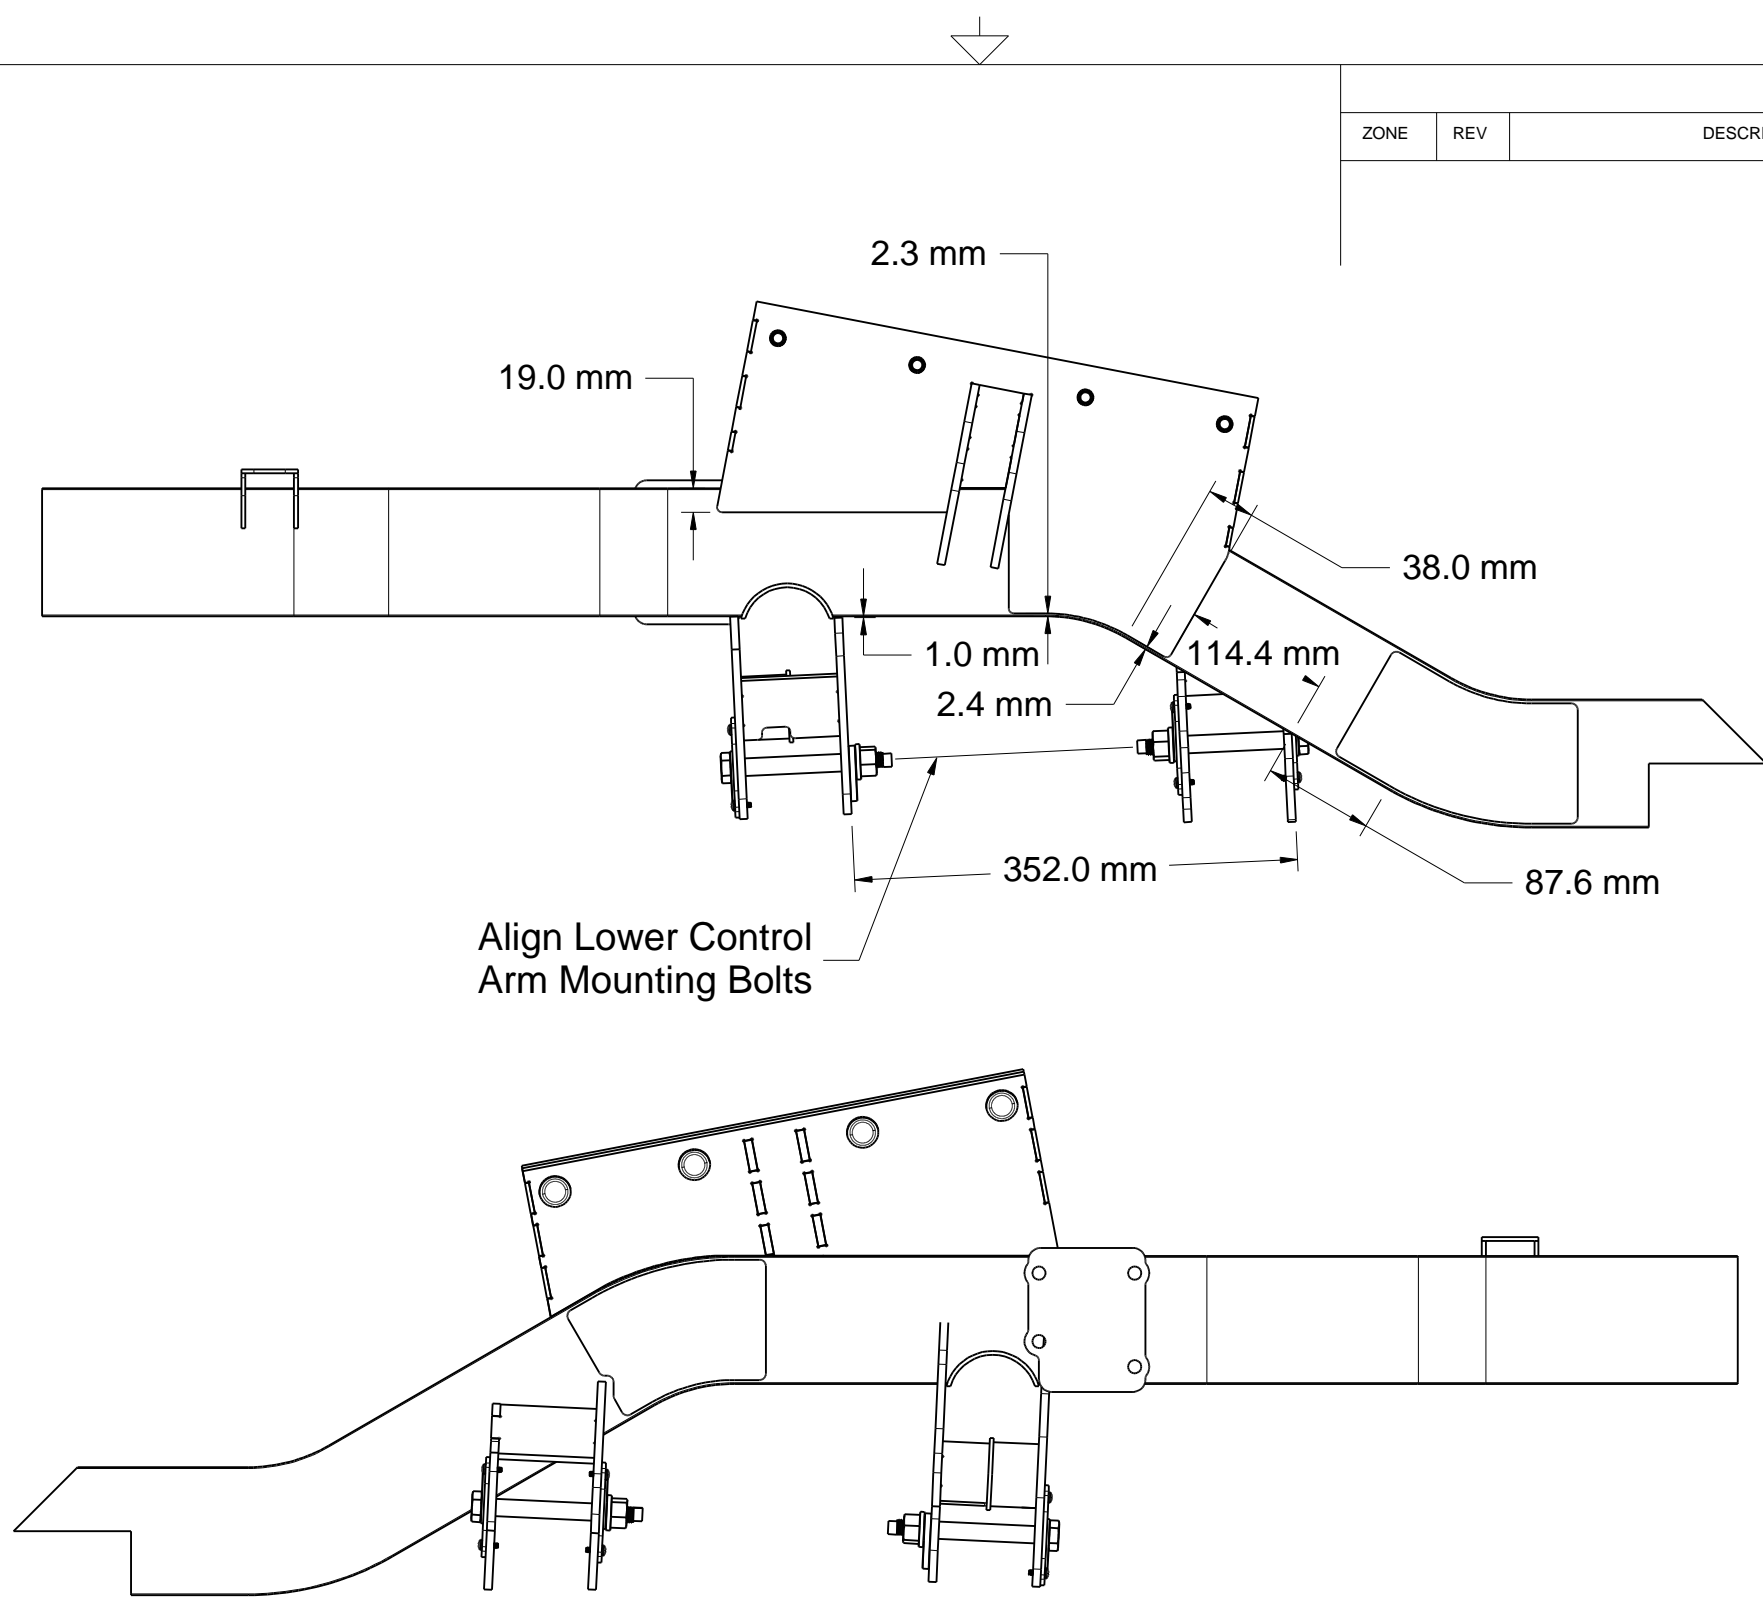 ZONE REV
2.3 mm
19.0 mm
38.0 mm
1.0 mm
114.4 mm
2.4 mm
352.0 mm
87.6 mm
Align Lower Control
Arm Mounting Bolts